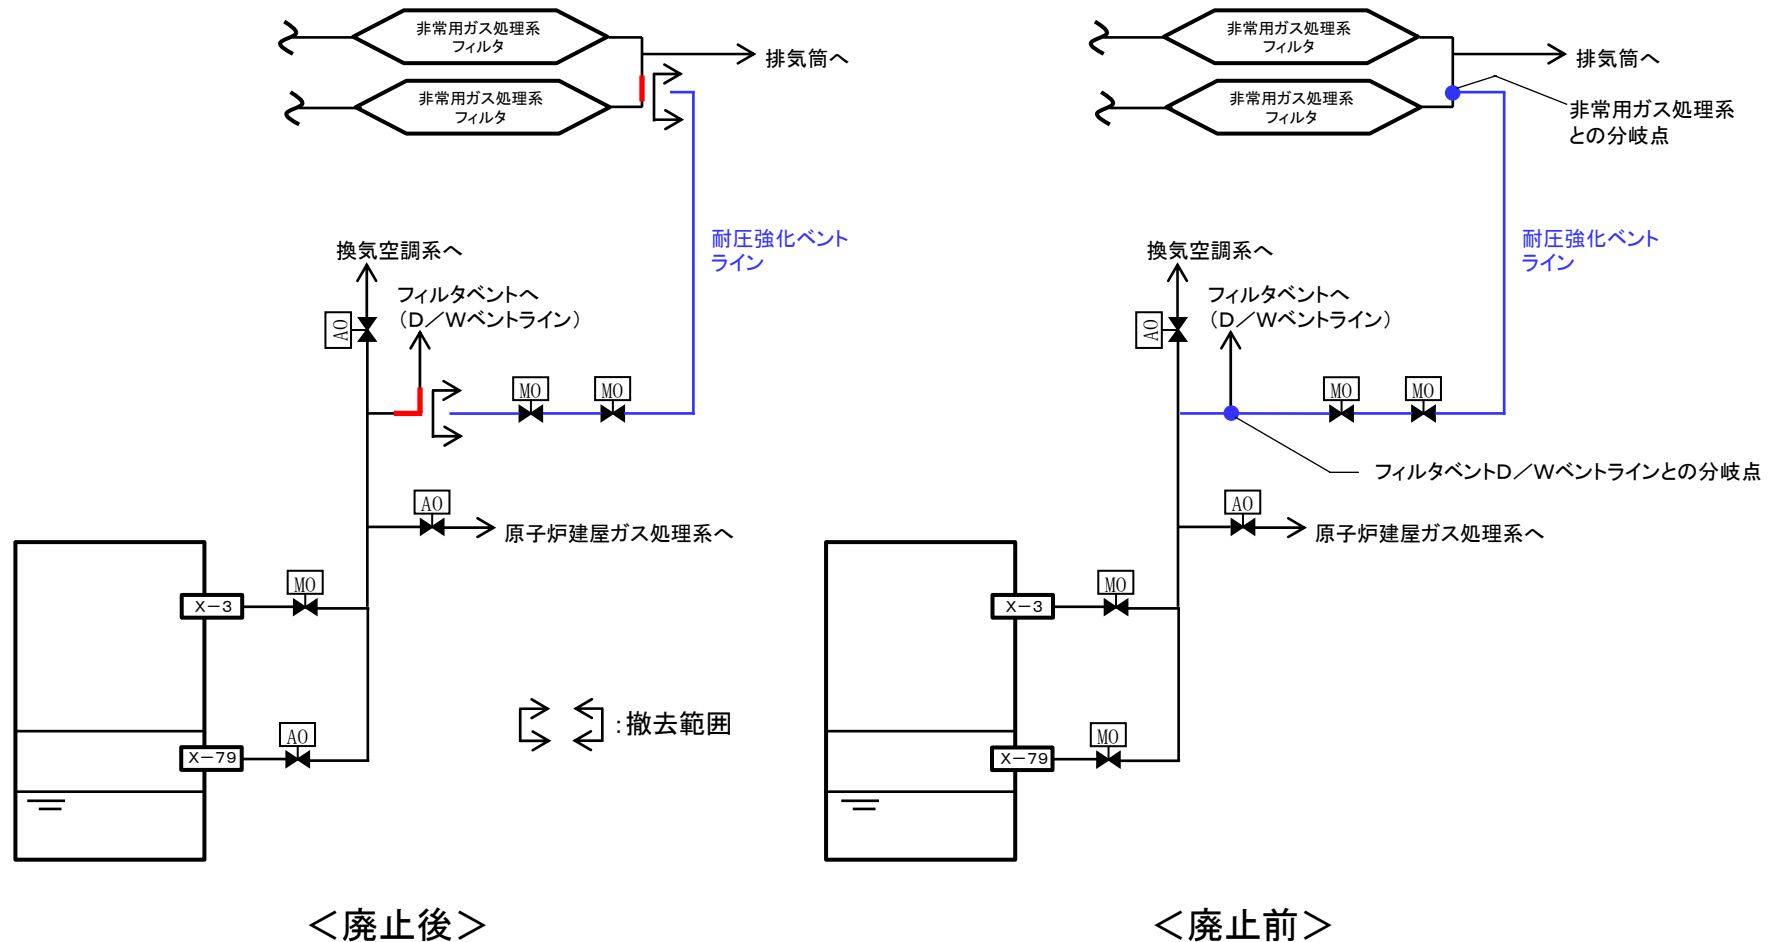 非常用ガス処理系
フィルタ
排気筒へ
非常用ガス処理系
フィルタ
耐圧強化ベント
ライン
換気空調系へ
フィルタベントへ
（D／Wベントライン）
AO
MO
MO
AO
原子炉建屋ガス処理系へ
MO
X－3
AO
X－79
：撤去範囲
＜廃止後＞
非常用ガス処理系
フィルタ
排気筒へ
非常用ガス処理系
フィルタ
非常用ガス処理系
との分岐点
耐圧強化ベント
ライン
換気空調系へ
フィルタベントへ
（D／Wベントライン）
AO
MO
MO
フィルタベントD／Wベントラインとの分岐点
AO
原子炉建屋ガス処理系へ
MO
X－3
MO
X－79
＜廃止前＞